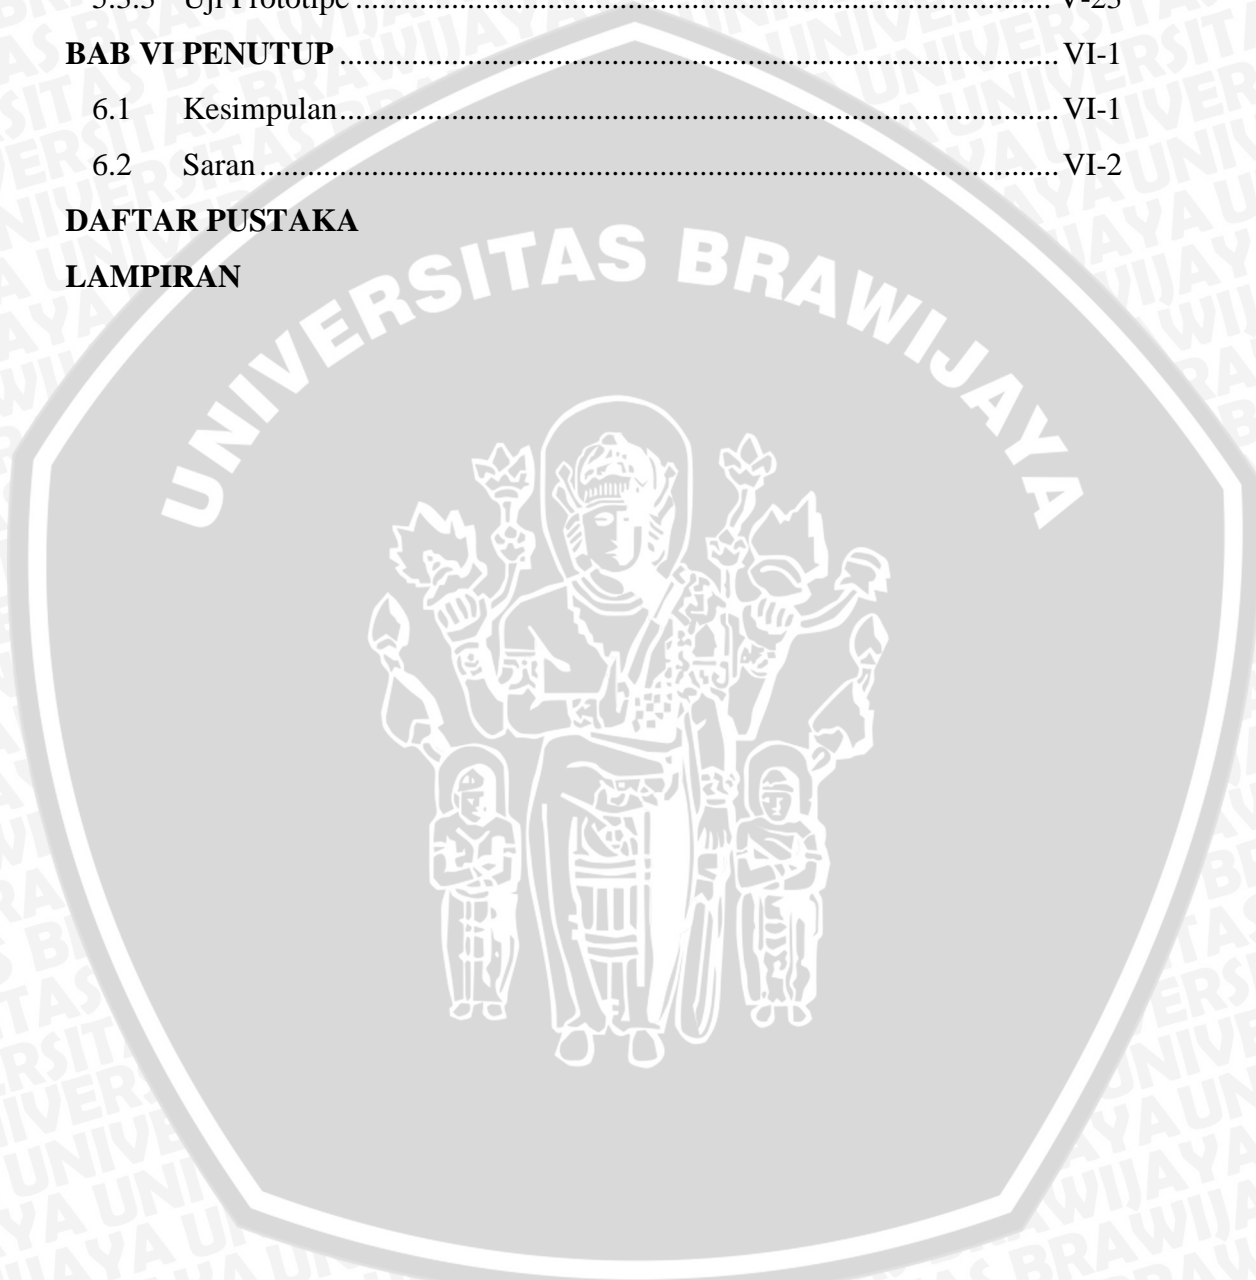 BAB VI PENUTUP ........ VI-1
6.1 Kesimpulan ........ VI-1
6.2 Saran ........ VI-2
DAFTAR PUSTAKA
LAMPIRAN
UNIVERSITAS BRAWIJAYA